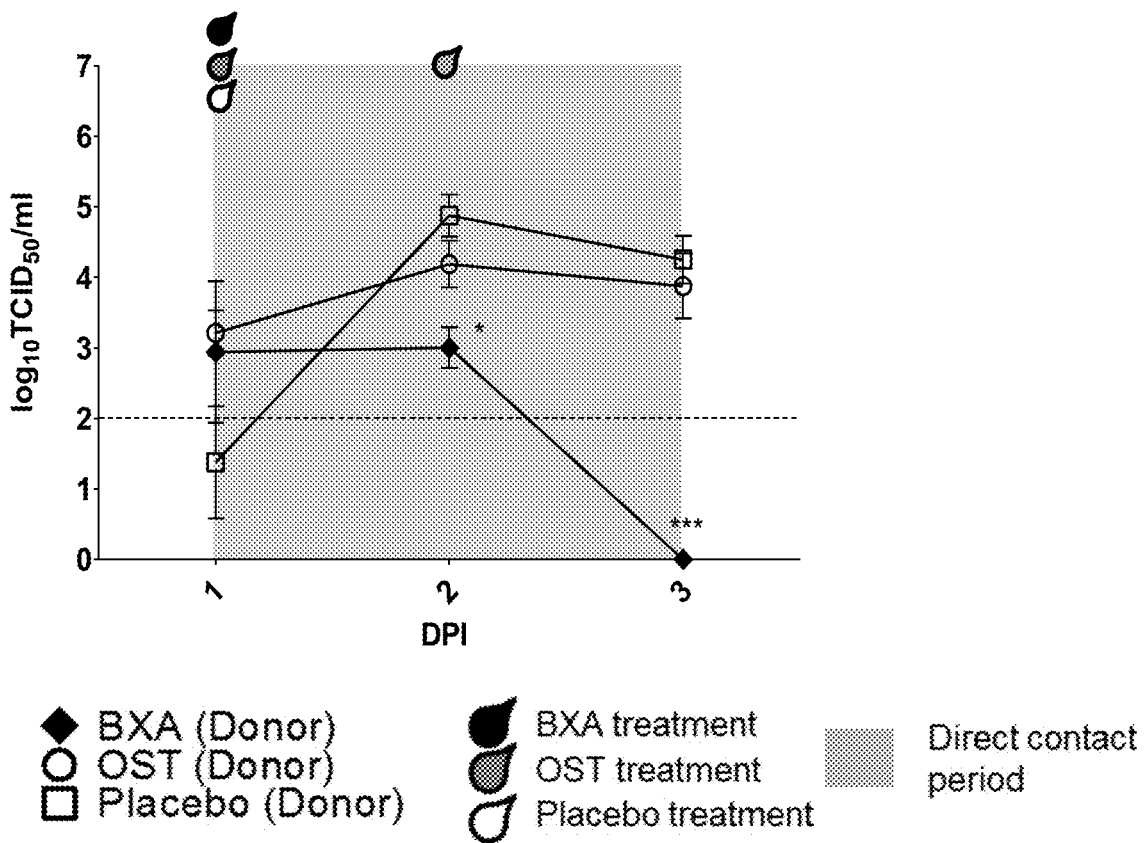 7
6
5
4
3
2
1
0
log10TCID50/ml
*
***
1
2
3
DPI
BXA (Donor)
OST (Donor)
Placebo (Donor)
BXA treatment
OST treatment
Placebo treatment
Direct contact
period